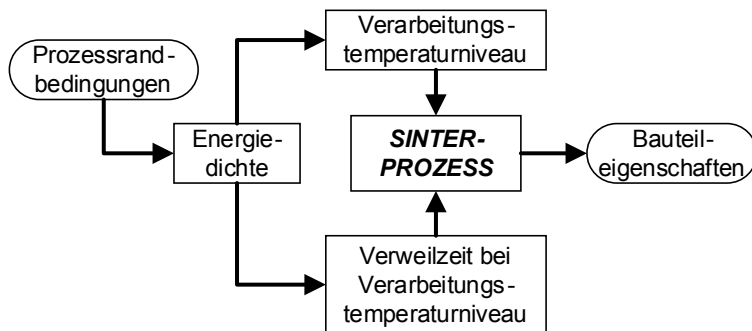 Prozessrand-
bedingungen
Energie-
dichte
Verarbeitungs-
temperaturniveau
SINTER-
PROZESS
Verweilzeit bei
Verarbeitungs-
temperaturniveau
Bauteil-
eigenschaften